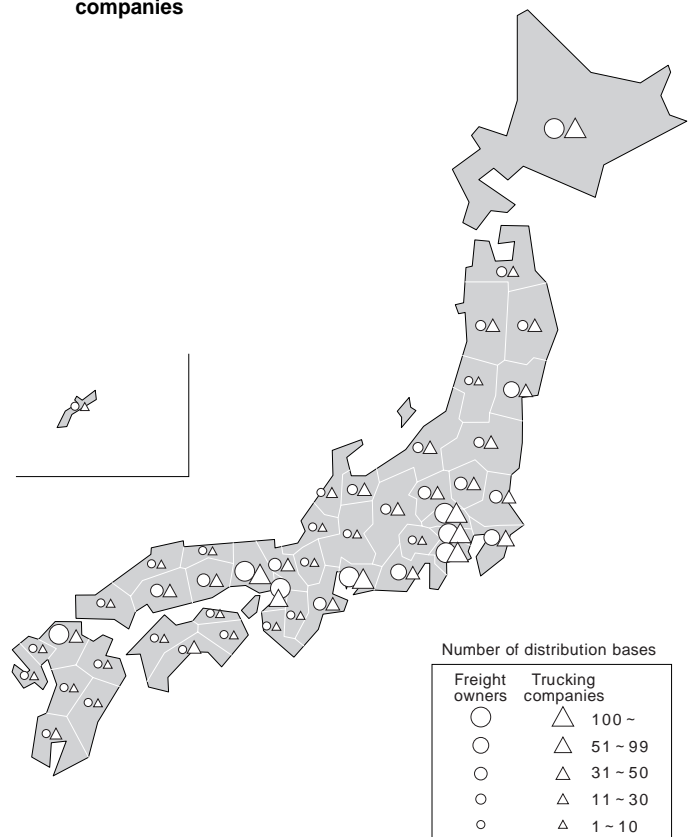 companies
Number of distribution bases
Freight owners Trucking companies
100 ~
51 ~ 99
31 ~ 50
11 ~ 30
1 ~ 10